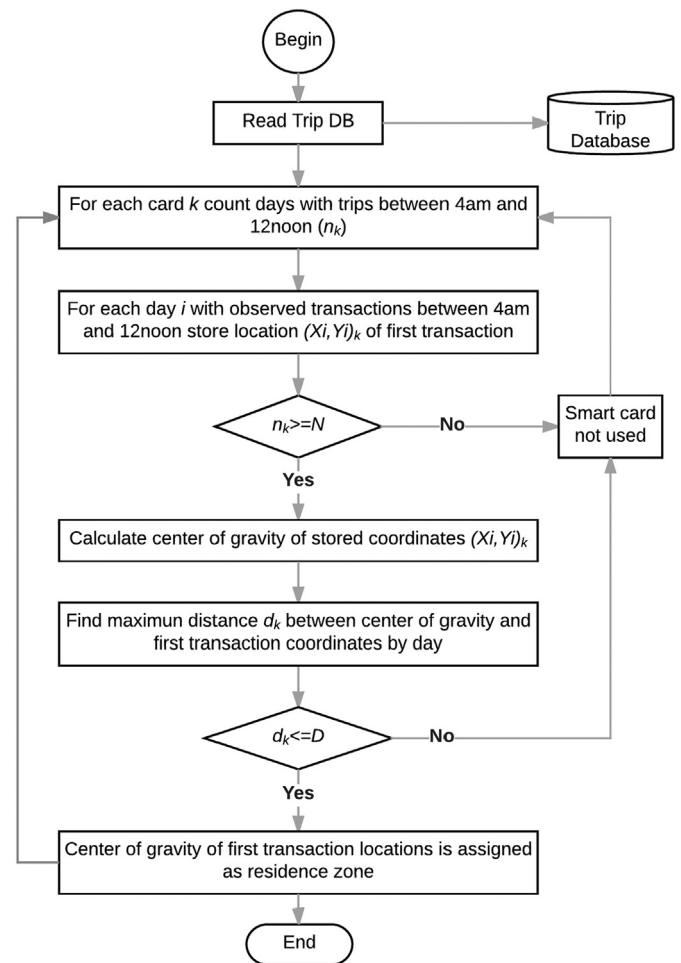 Begin
Read Trip DB
Trip
Database
For each card k count days with trips between 4am and
12noon (nk)
For each day i with observed transactions between 4am
and 12noon store location (Xi,Yi)k of first transaction
nk>=N
No
Smart card
not used
Yes
Calculate center of gravity of stored coordinates (Xi,Yi)k
Find maximun distance dk between center of gravity and
first transaction coordinates by day
dk<=D
No
Yes
Center of gravity of first transaction locations is assigned
as residence zone
End